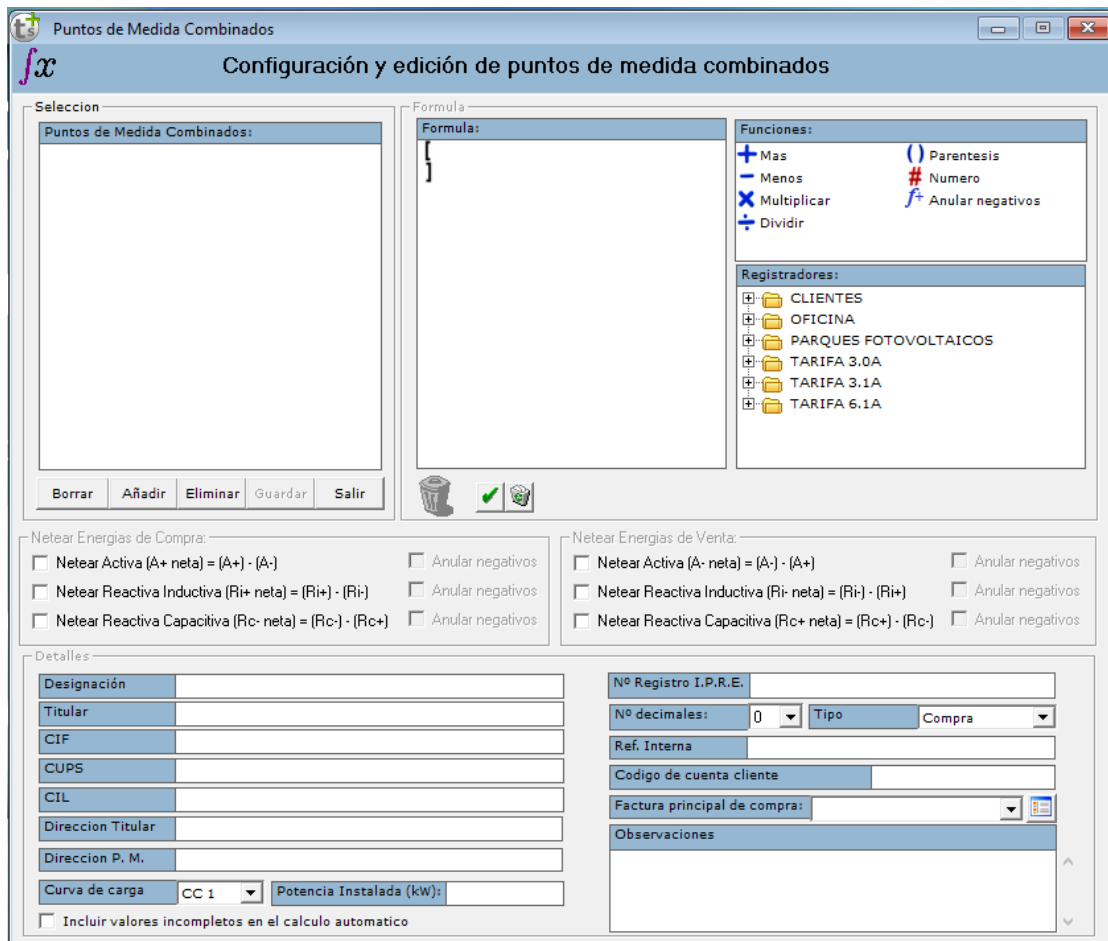 Puntos de Medida Combinados
∫x Configuración y edición de puntos de medida combinados
Seleccion
Puntos de Medida Combinados:
Borrar Añadir Eliminar Guardar Salir
Formula
Formula:
[
]
Funciones:
+ Mas () Parentesis
− Menos # Numero
× Multiplicar f+ Anular negativos
÷ Dividir
Registradores:
CLIENTES
OFICINA
PARQUES FOTOVOLTAICOS
TARIFA 3.0A
TARIFA 3.1A
TARIFA 6.1A
Netear Energias de Compra:
Netear Activa (A+ neta) = (A+) - (A-) Anular negativos
Netear Reactiva Inductiva (Ri+ neta) = (Ri+) - (Ri-) Anular negativos
Netear Reactiva Capacitiva (Rc- neta) = (Rc-) - (Rc+) Anular negativos
Netear Energias de Venta:
Netear Activa (A- neta) = (A-) - (A+) Anular negativos
Netear Reactiva Inductiva (Ri- neta) = (Ri-) - (Ri+) Anular negativos
Netear Reactiva Capacitiva (Rc+ neta) = (Rc+) - (Rc-) Anular negativos
Detalles
Designación
Titular
CIF
CUPS
CIL
Direccion Titular
Direccion P. M.
Curva de carga CC 1 Potencia Instalada (kW):
Incluir valores incompletos en el calculo automatico
Nº Registro I.P.R.E.
Nº decimales: 0 Tipo Compra
Ref. Interna
Codigo de cuenta cliente
Factura principal de compra:
Observaciones